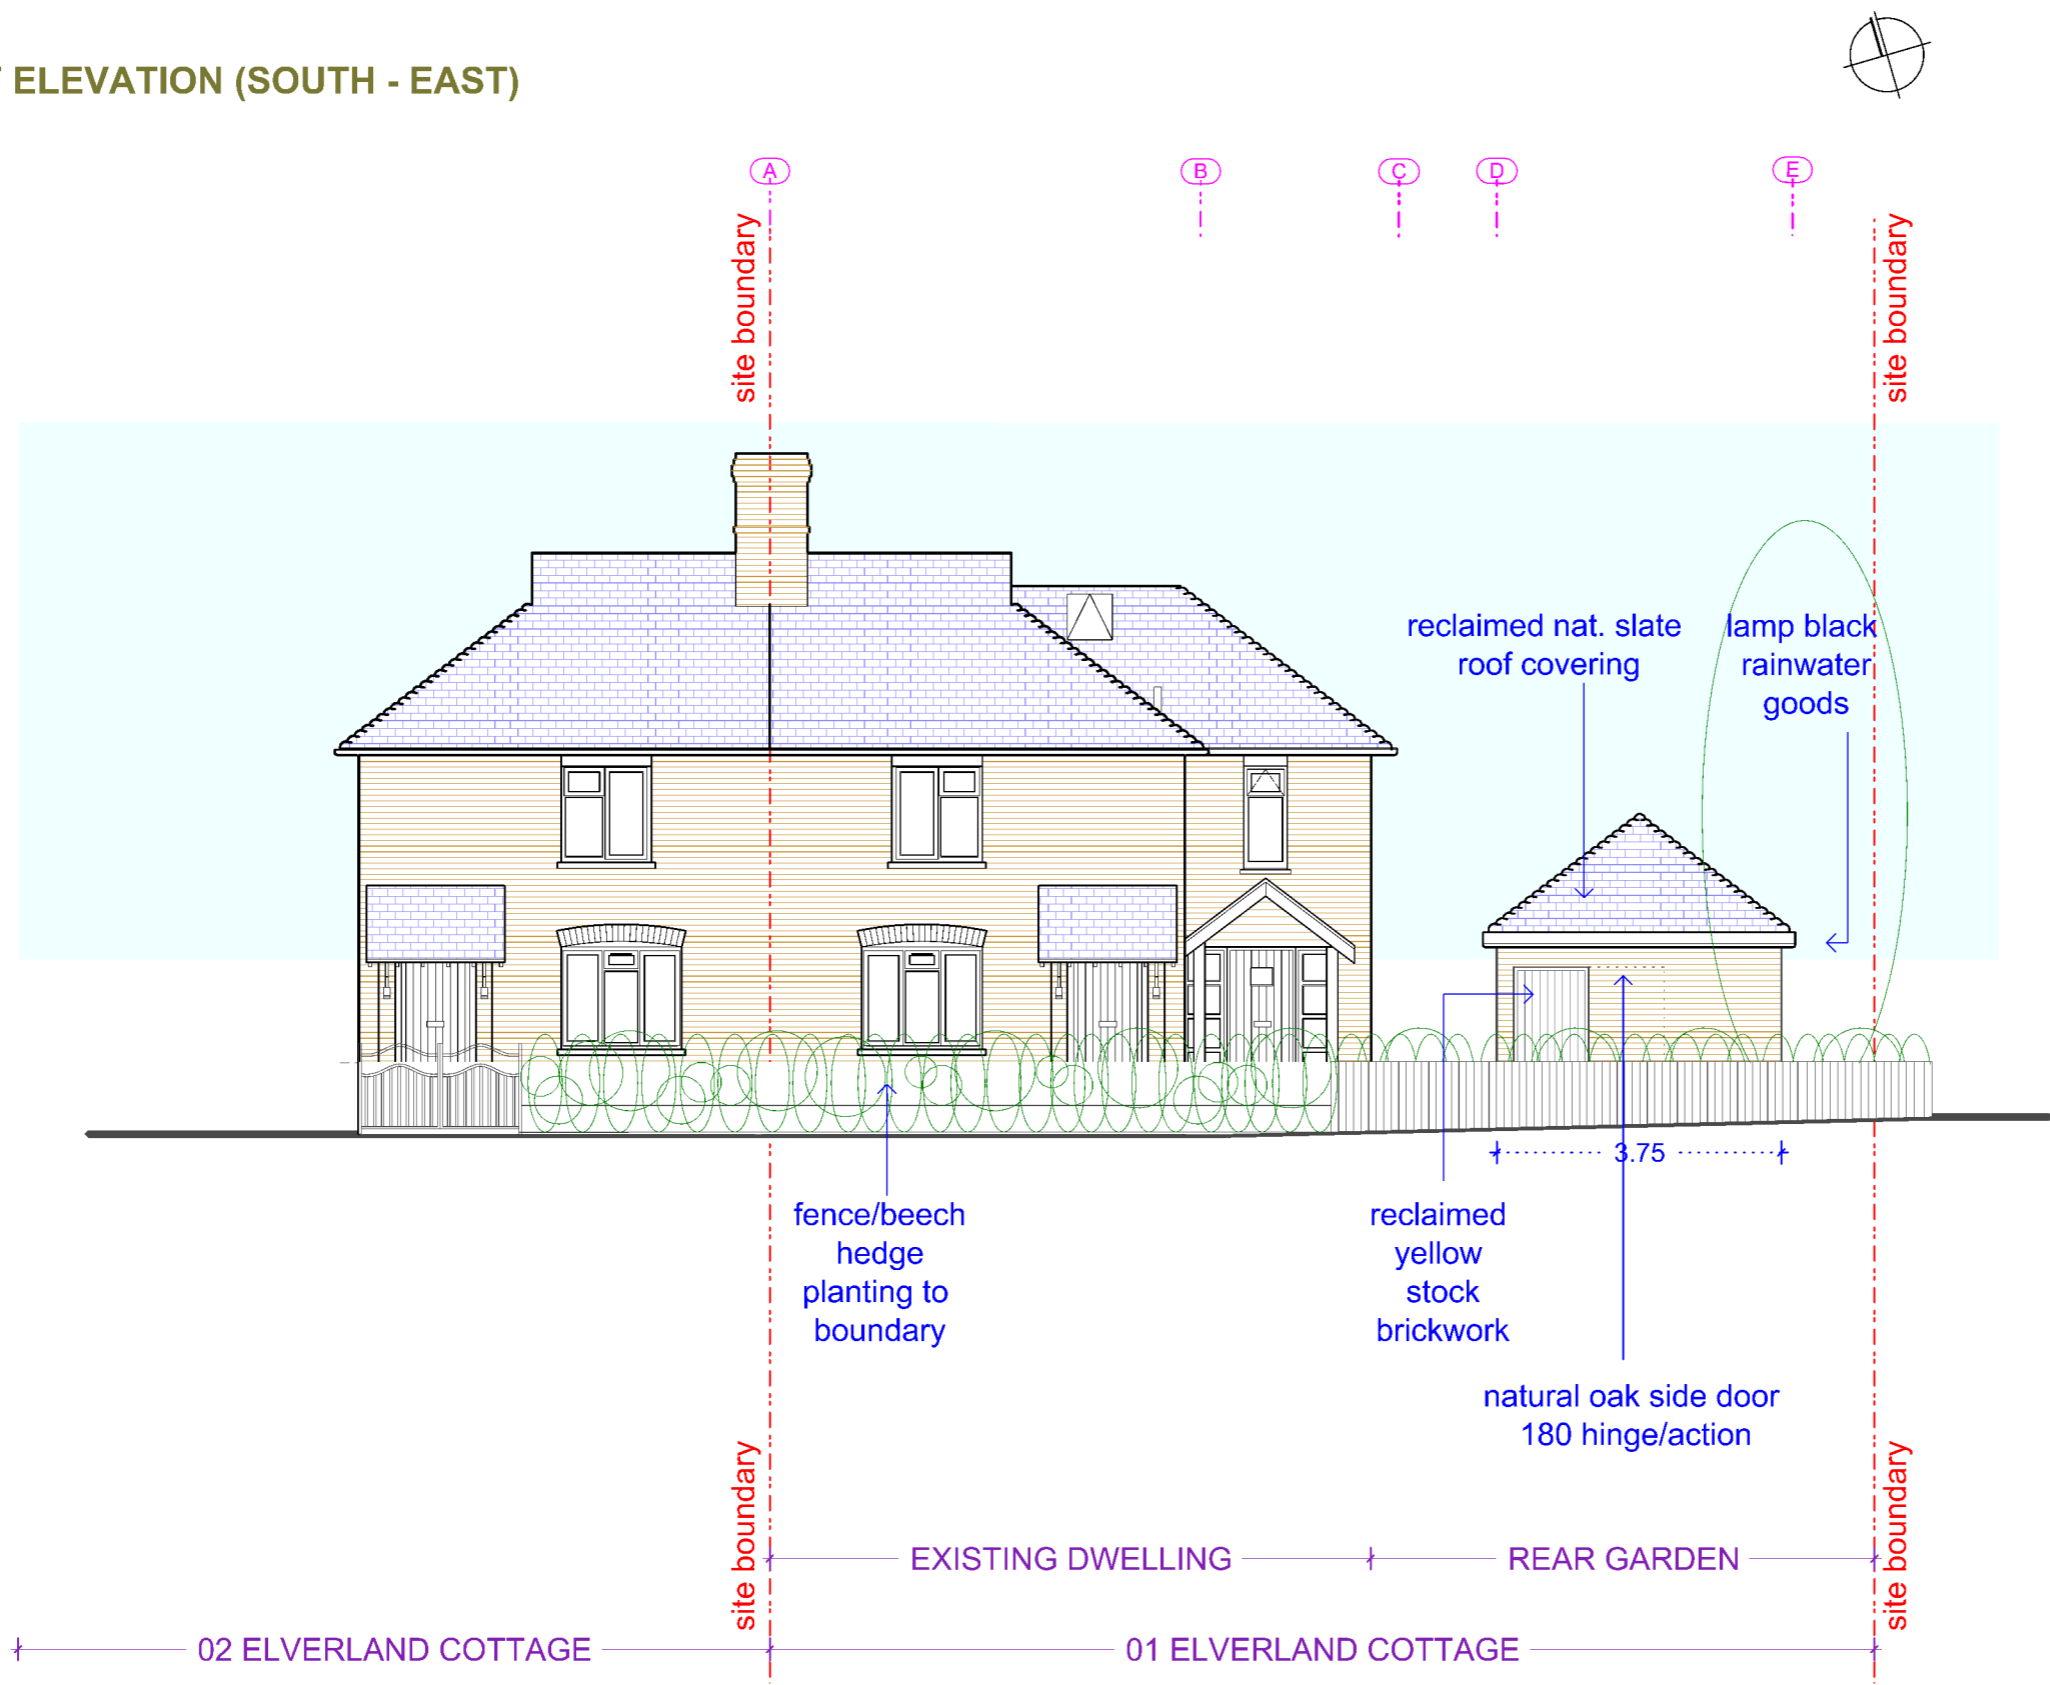 ELEVATION (SOUTH - EAST)
A
B
C
D
E
site boundary
site boundary
reclaimed nat. slate
roof covering
lamp black
rainwater
goods
3.75
fence/beech
hedge
planting to
boundary
reclaimed
yellow
stock
brickwork
natural oak side door
180 hinge/action
site boundary
site boundary
EXISTING DWELLING
REAR GARDEN
02 ELVERLAND COTTAGE
01 ELVERLAND COTTAGE